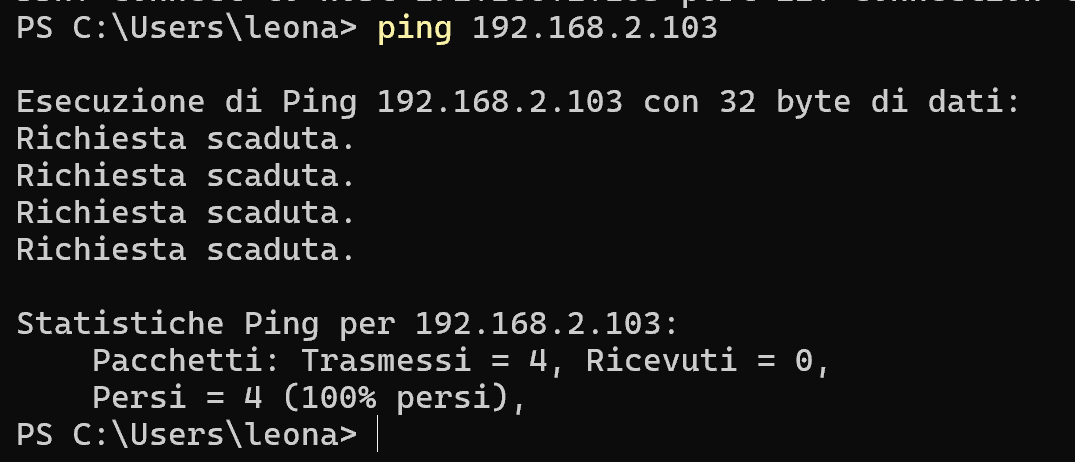 PS C:\Users\leona> ping 192.168.2.103
Esecuzione di Ping 192.168.2.103 con 32 byte di dati:
Richiesta scaduta.
Richiesta scaduta.
Richiesta scaduta.
Richiesta scaduta.
Statistiche Ping per 192.168.2.103:
    Pacchetti: Trasmessi = 4, Ricevuti = 0,
    Persi = 4 (100% persi),
PS C:\Users\leona>